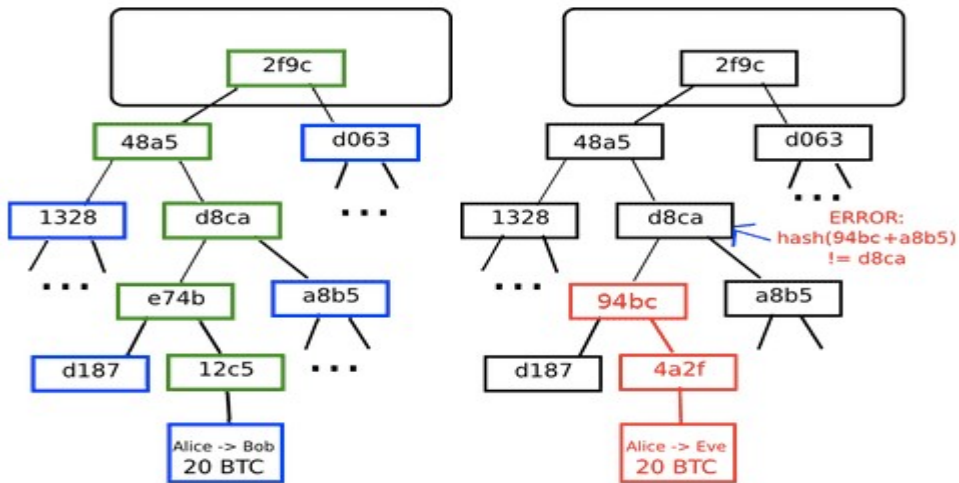 2f9c
48a5
d063
1328
d8ca
...
...
e74b
a8b5
d187
12c5
...
Alice -> Bob
20 BTC
2f9c
48a5
d063
1328
d8ca
...
ERROR:
hash(94bc+a8b5)
!= d8ca
...
94bc
a8b5
d187
4a2f
Alice -> Eve
20 BTC